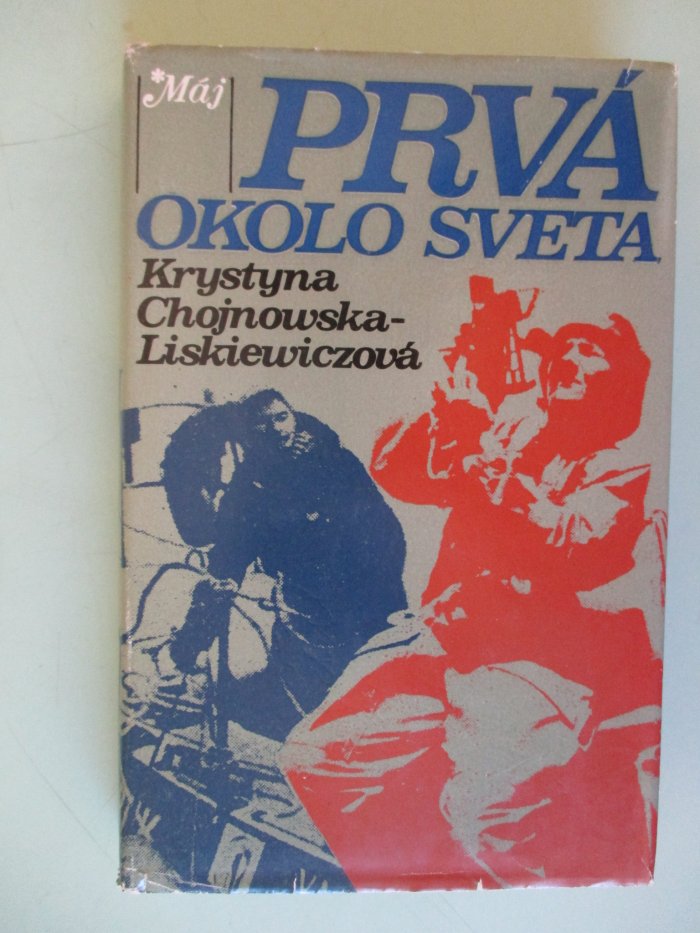 *Máj
PRVÁ
OKOLO SVETA
Krystyna
Chojnowska-
Liskiewiczová